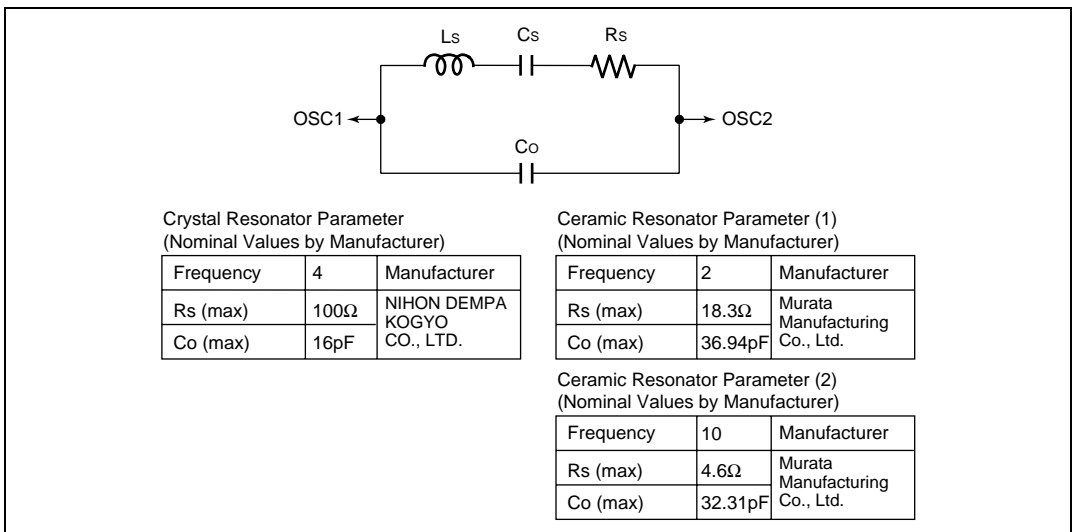 Ls Cs Rs
OSC1 OSC2
Co
Crystal Resonator Parameter
(Nominal Values by Manufacturer)
Frequency 4 Manufacturer
Rs (max) 100Ω NIHON DEMPA
KOGYO
CO., LTD.
Co (max) 16pF
Ceramic Resonator Parameter (1)
(Nominal Values by Manufacturer)
Frequency 2 Manufacturer
Rs (max) 18.3Ω Murata
Manufacturing
Co., Ltd.
Co (max) 36.94pF
Ceramic Resonator Parameter (2)
(Nominal Values by Manufacturer)
Frequency 10 Manufacturer
Rs (max) 4.6Ω Murata
Manufacturing
Co., Ltd.
Co (max) 32.31pF